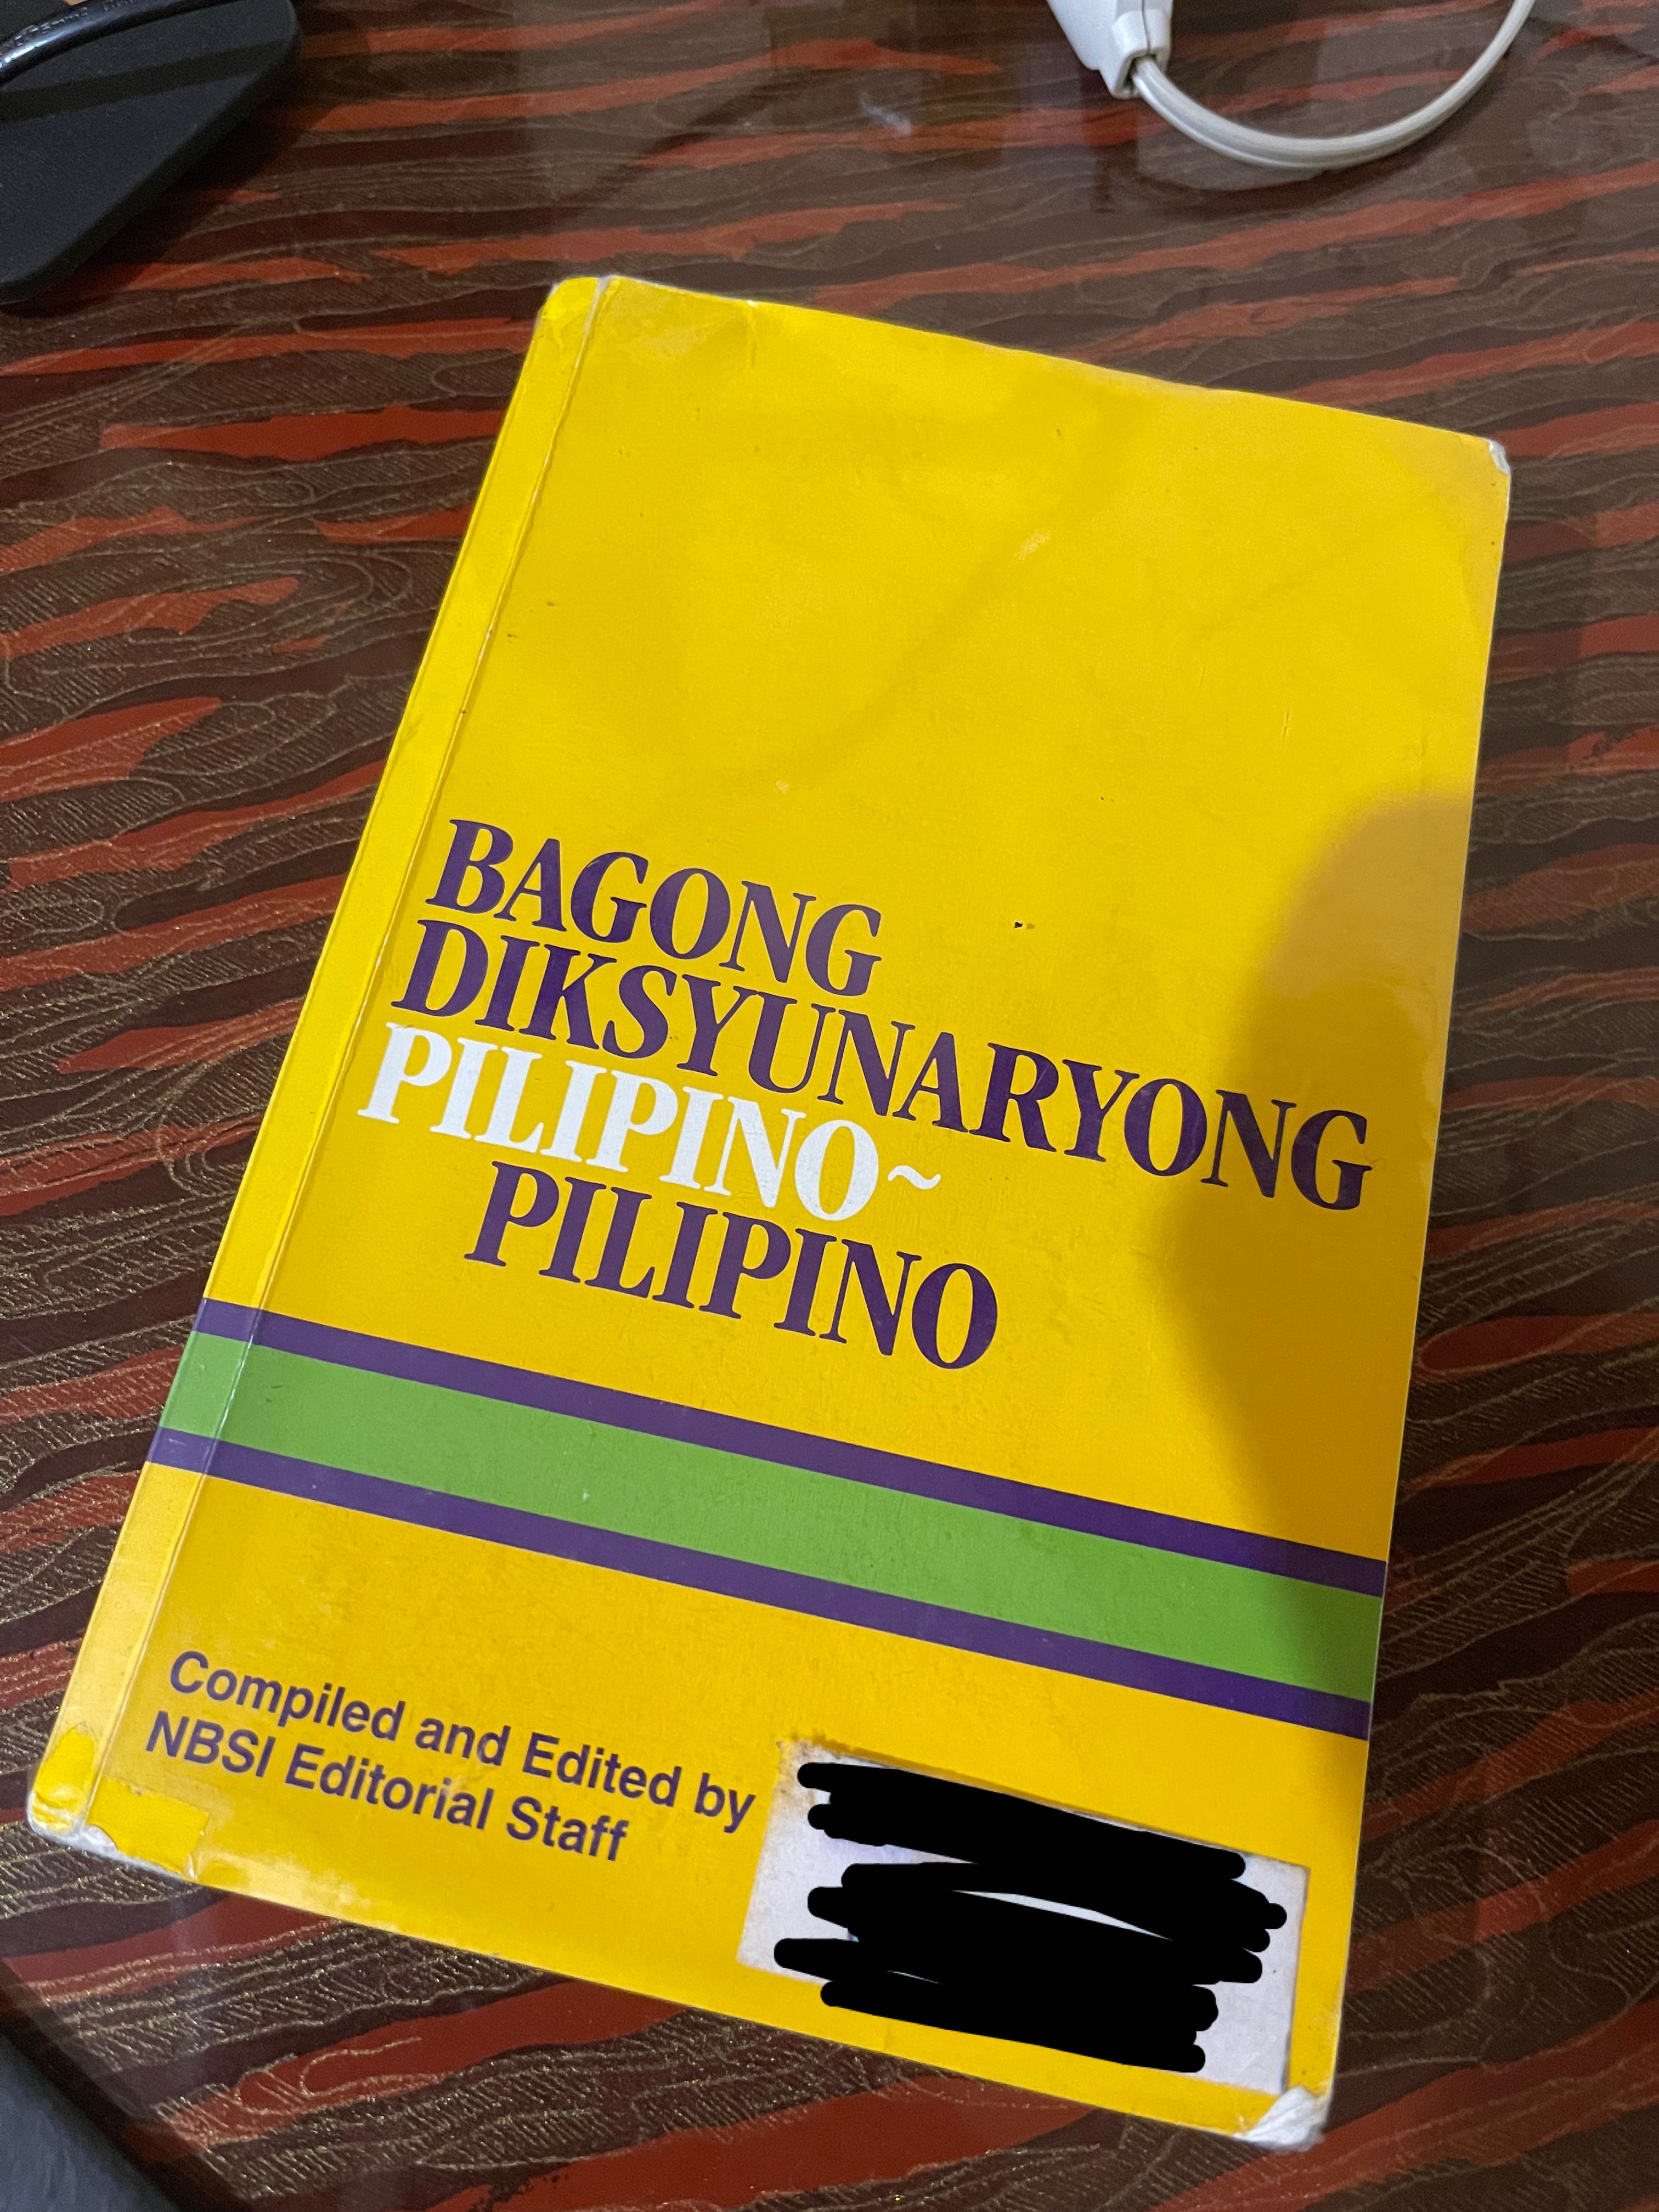 BAGONG
DIKSYUNARYONG
PILIPINO~
PILIPINO
Compiled and Edited by
NBSI Editorial Staff